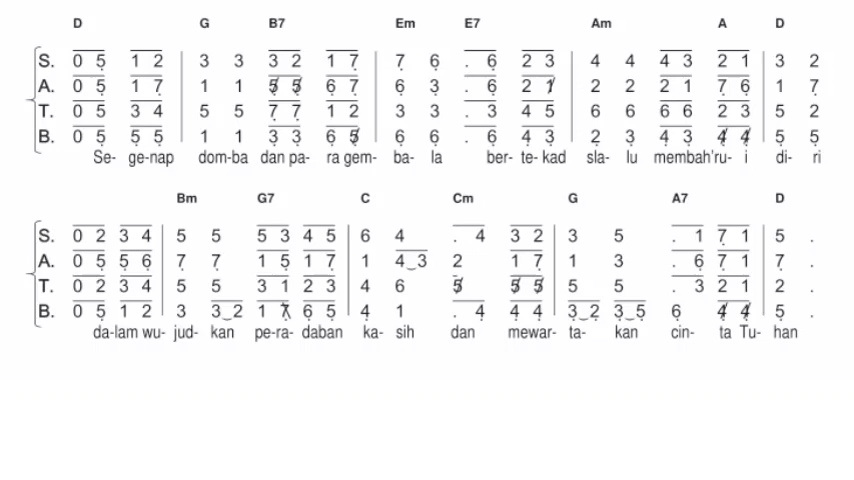 D G B7 Em E7 Am A D
S. 0 5̣ 1 2 | 3 3 3 2 1 7̣ | 7̣ 6̣ . 6̣ 2 3 | 4 4 4 3 2 1 | 3 2
A. 0 5̣ 1 7̣ | 1 1 5̸̣ 5̸̣ 6̣ 7̣ | 6̣ 3̣ . 6̣ 2 1̸ | 2 2 2 1 7̣ 6̣ | 1 7̣
T. 0 5̣ 3 4 | 5 5 7̣ 7̣ 1 2 | 3 3 . 3 4 5 | 6 6 6 6 2 3 | 5 2
B. 0 5̣ 5̣ 5̣ | 1 1 3̣ 3̣ 6̣ 5̸̣ | 6̣ 6̣ . 6̣ 4̣ 3̣ | 2̣ 3̣ 4̣ 3̣ 4̸̣ 4̸̣ | 5̣ 5̣
Se- ge-nap dom-ba dan pa- ra gem- ba- la ber- te- kad sla- lu membah'ru- i di- ri
Bm G7 C Cm G A7 D
S. 0 2 3 4 | 5 5 5 3 4 5 | 6 4 . 4 3 2 | 3 5 . 1 7̣ 1 | 5 .
A. 0 5̣ 5̣ 6̣ | 7̣ 7̣ 1 5̣ 1 7̣ | 1 4 3 2 1 7̣ | 1 3 . 6̣ 7̣ 1 | 7̣ .
T. 0 2 3 4 | 5 5 3 1 2 3 | 4 6 5̸ 5̸ 5̸ | 5 5 . 3 2 1 | 2 .
B. 0 5̣ 1 2 | 3 3 2 1 7̸̣ 6̣ 5̣ | 4̣ 1 . 4̣ 4̣ 4̣ | 3̣ 2̣ 3̣ 5̣ 6̣ 4̸̣ 4̸̣ | 5̣ .
da-lam wu- jud- kan pe-ra- daban ka- sih dan mewar- ta- kan cin- ta Tu- han